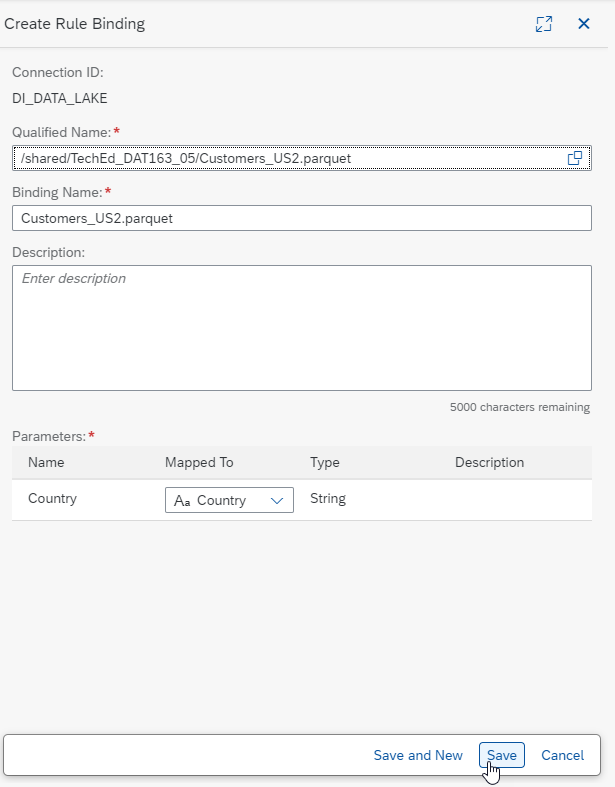 Create Rule Binding
Connection ID:
DI_DATA_LAKE
Qualified Name:*
/shared/TechEd_DAT163_05/Customers_US2.parquet
Binding Name:*
Customers_US2.parquet
Description:
Enter description
5000 characters remaining
Parameters:*
Name Mapped To Type Description
Country Aa Country String
Save and New Save Cancel